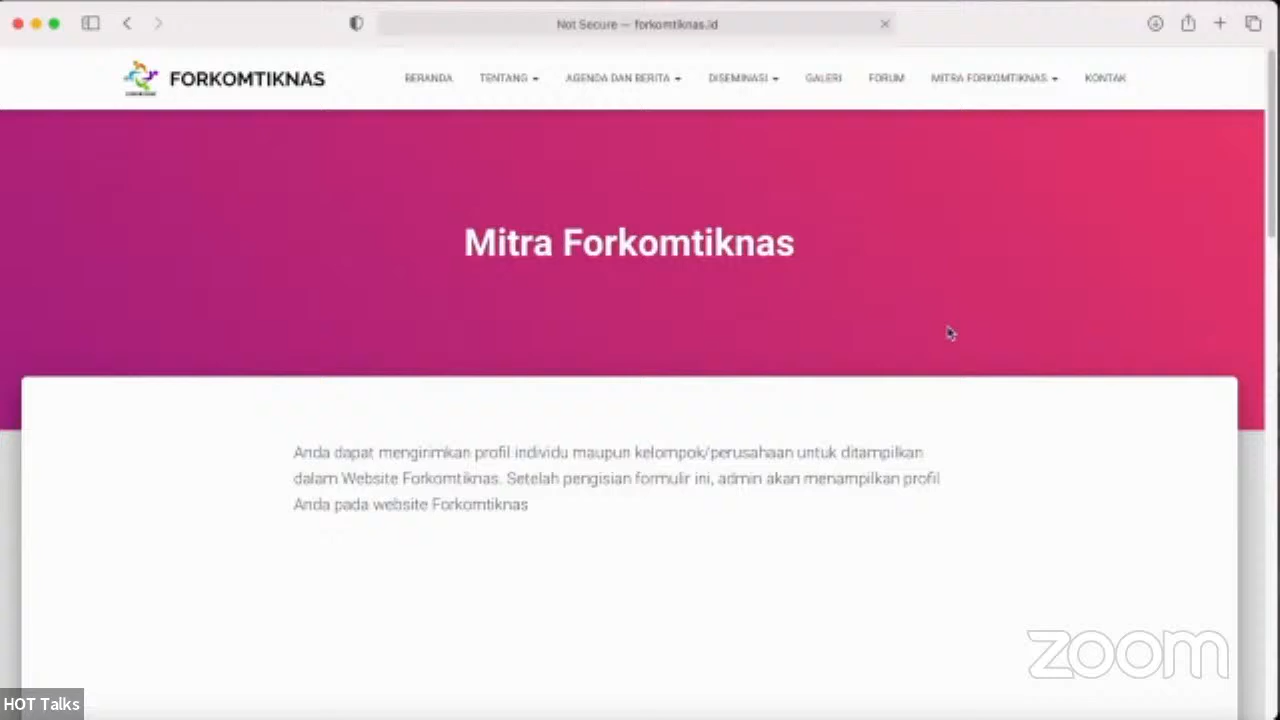 Not Secure — forkomtiknas.id
FORKOMTIKNAS
BERANDA TENTANG AGENDA DAN BERITA DISEMINASI GALERI FORUM MITRA FORKOMTIKNAS KONTAK
Mitra Forkomtiknas
Anda dapat mengirimkan profil individu maupun kelompok/perusahaan untuk ditampilkan
dalam Website Forkomtiknas. Setelah pengisian formulir ini, admin akan menampilkan profil
Anda pada website Forkomtiknas
zoom
HOT Talks